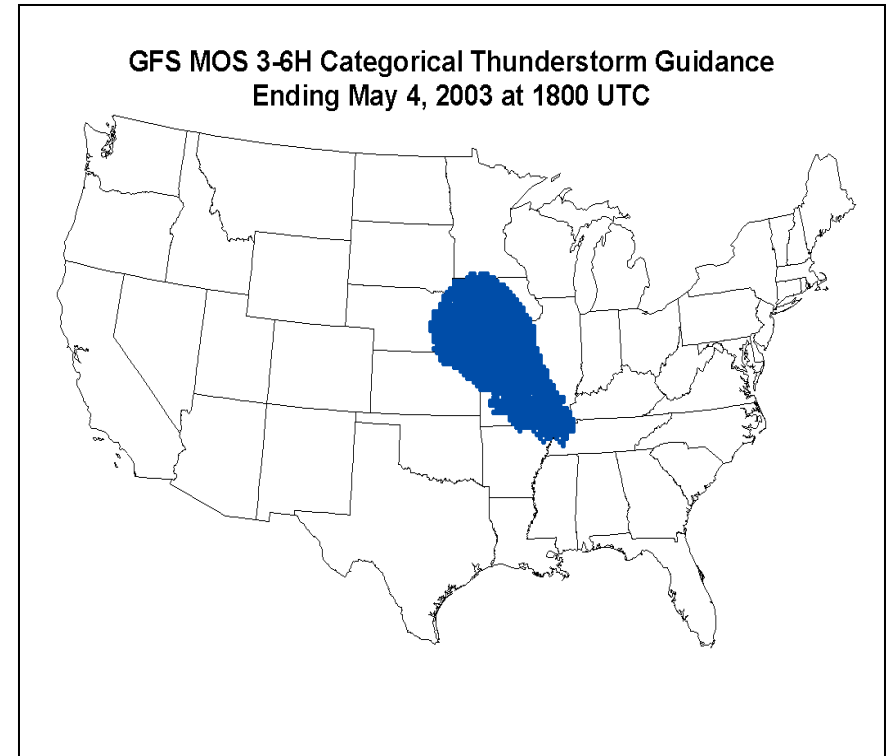 GFS MOS 3-6H Categorical Thunderstorm Guidance
Ending May 4, 2003 at 1800 UTC